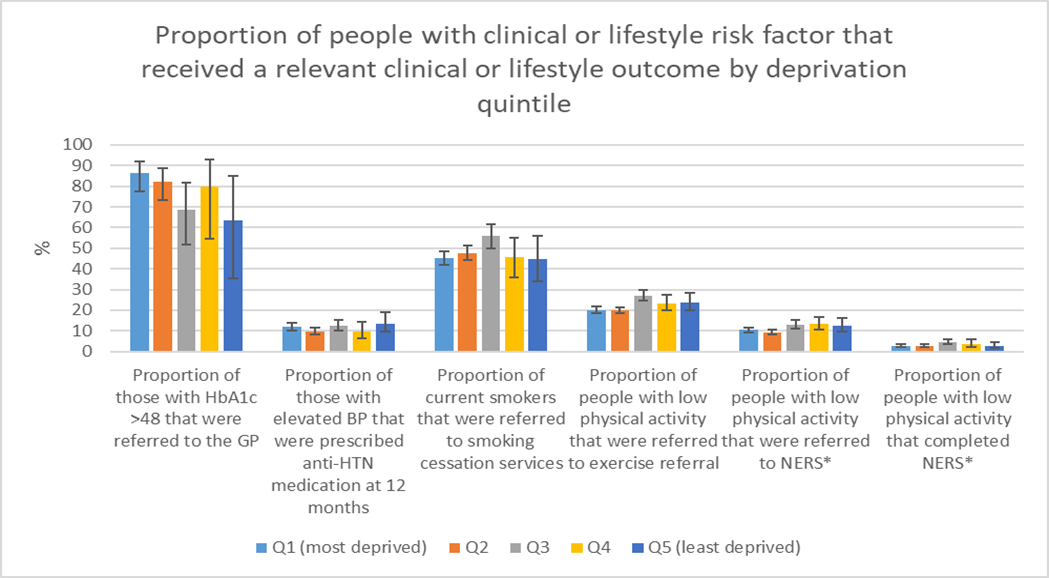 Proportion of people with clinical or lifestyle risk factor that
received a relevant clinical or lifestyle outcome by deprivation
quintile
%
100
90
80
70
60
50
40
30
20
10
0
Proportion of
those with HbA1c
>48 that were
referred to the GP
Proportion of
those with
elevated BP that
were prescribed
anti-HTN
medication at 12
months
Proportion of
current smokers
that were referred
to smoking
cessation services
Proportion of
people with low
physical activity
that were referred
to exercise referral
Proportion of
people with low
physical activity
that were referred
to NERS*
Proportion of
people with low
physical activity
that completed
NERS*
Q1 (most deprived)
Q2
Q3
Q4
Q5 (least deprived)